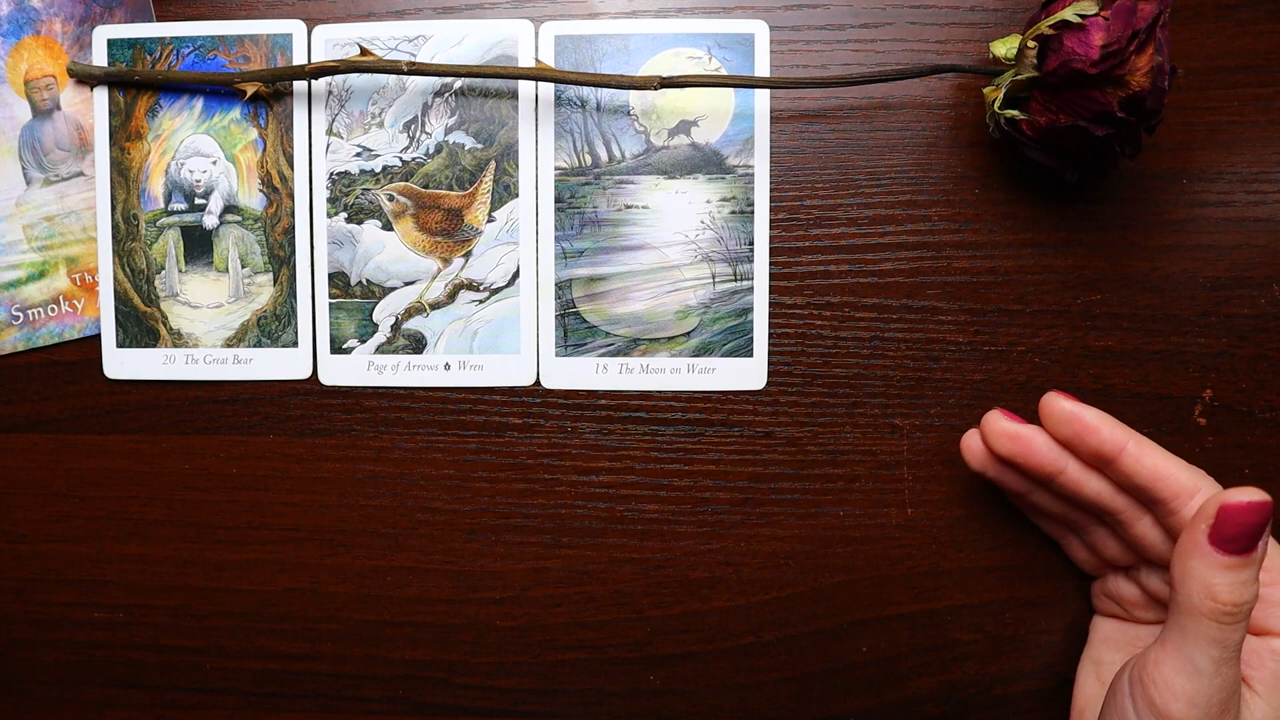 The
Smoky
20 The Great Bear
Page of Arrows Wren
18 The Moon on Water